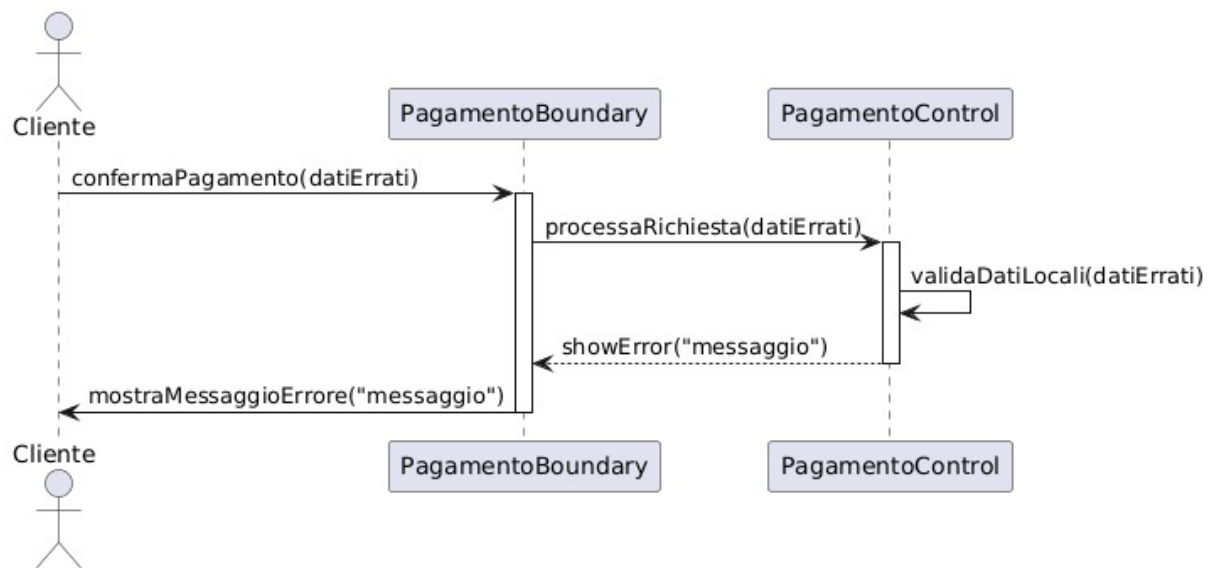 Cliente
PagamentoBoundary
PagamentoControl
confermaPagamento(datiErrati)
processaRichiesta(datiErrati)
validaDatiLocali(datiErrati)
showError("messaggio")
mostraMessaggioErrore("messaggio")
Cliente
PagamentoBoundary
PagamentoControl